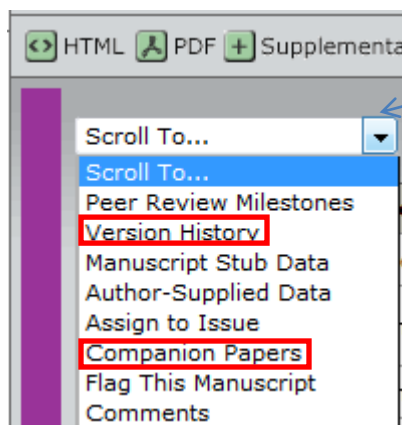 HTML PDF Supplementa
Scroll To...
Scroll To...
Peer Review Milestones
Version History
Manuscript Stub Data
Author-Supplied Data
Assign to Issue
Companion Papers
Flag This Manuscript
Comments